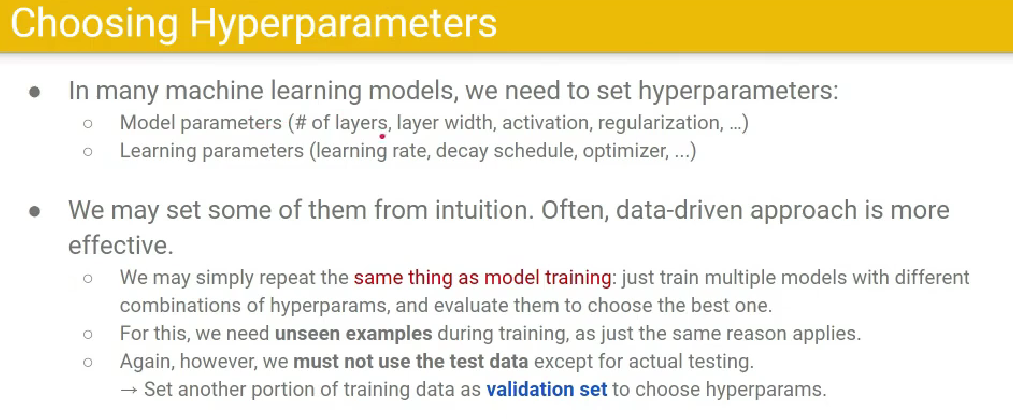 Choosing Hyperparameters
● In many machine learning models, we need to set hyperparameters:
○ Model parameters (# of layers, layer width, activation, regularization, …)
○ Learning parameters (learning rate, decay schedule, optimizer, ...)
● We may set some of them from intuition. Often, data-driven approach is more
effective.
○ We may simply repeat the same thing as model training: just train multiple models with different
combinations of hyperparams, and evaluate them to choose the best one.
○ For this, we need unseen examples during training, as just the same reason applies.
○ Again, however, we must not use the test data except for actual testing.
→ Set another portion of training data as validation set to choose hyperparams.